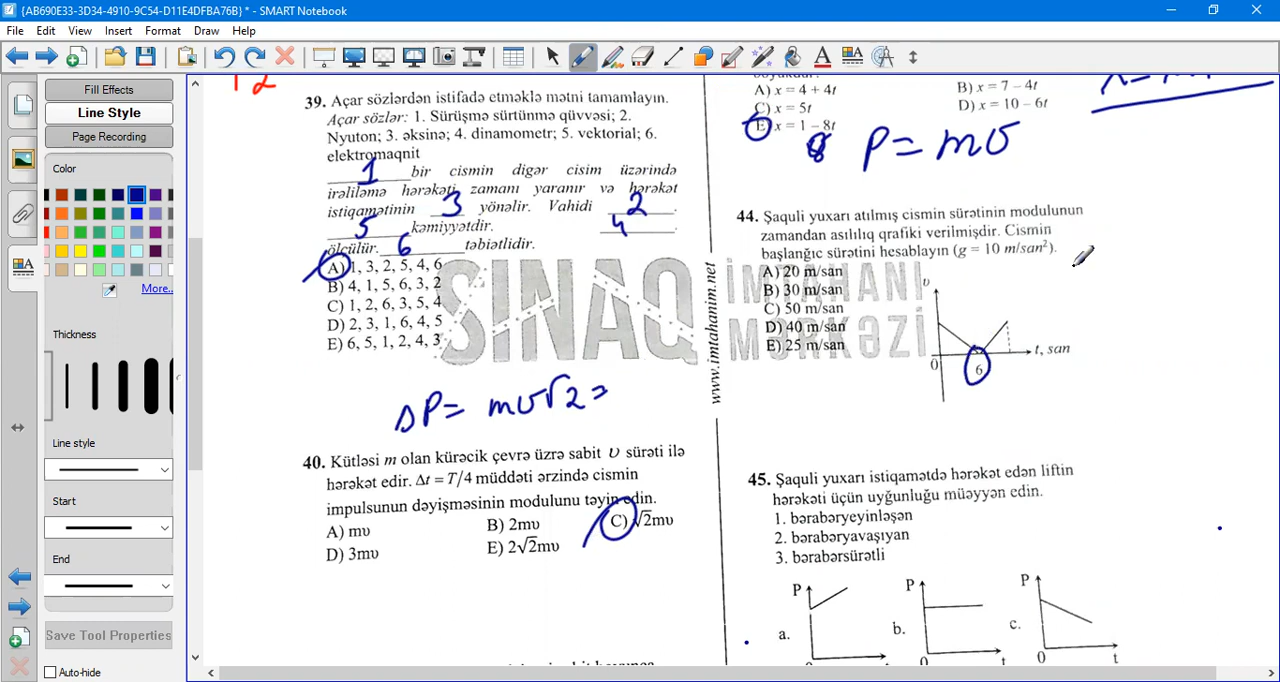 {AB690E33-3D34-4910-9C54-D11E4DFBA76B}* - SMART Notebook
File Edit View Insert Format Draw Help
Fill Effects
Line Style
Page Recording
Color
More...
Thickness
Line style
Start
End
Save Tool Properties
Auto-hide
12
39. Açar sözlərdən istifadə etməklə mətni tamamlayın.
Açar sözlər: 1. Sürüşmə sürtünmə qüvvəsi; 2.
Nyuton; 3. əksinə; 4. dinamometr; 5. vektorial; 6.
elektromaqnit
1 bir cismin digər cisim üzərində
irəliləmə hərəkəti zamanı yaranır və hərəkət
istiqamətinin 3 yönəlir. Vahidi 2
5 kəmiyyətdir. 4
ölçülür. 6 təbiətlidir.
A) 1, 3, 2, 5, 4, 6
B) 4, 1, 5, 6, 3, 2
C) 1, 2, 6, 3, 5, 4
D) 2, 3, 1, 6, 4, 5
E) 6, 5, 1, 2, 4, 3
ΔP= mυ√2 =
40. Kütləsi m olan kürəcik çevrə üzrə sabit υ sürəti ilə
hərəkət edir. Δt = T/4 müddəti ərzində cismin
impulsunun dəyişməsinin modulunu təyin edin.
A) mυ B) 2mυ C) √2mυ
D) 3mυ E) 2√2mυ
SINAQ İMTAHANI MƏRKƏZİ
www.imtahanim.net
A) x = 4 + 4t B) x = 7 − 4t
C) x = 5t D) x = 10 − 6t
E) x = 1 − 8t
8 P = mυ
44. Şaquli yuxarı atılmış cismin sürətinin modulunun
zamandan asılılıq qrafiki verilmişdir. Cismin
başlanğıc sürətini hesablayın (g = 10 m/san²).
A) 20 m/san
B) 30 m/san
C) 50 m/san
D) 40 m/san
E) 25 m/san
υ
0 6 t, san
45. Şaquli yuxarı istiqamətdə hərəkət edən liftin
hərəkəti üçün uyğunluğu müəyyən edin.
1. bərabəryeyinləşən
2. bərabəryavaşıyan
3. bərabərsürətli
a. P t
b. P 0 t
c. P 0 t